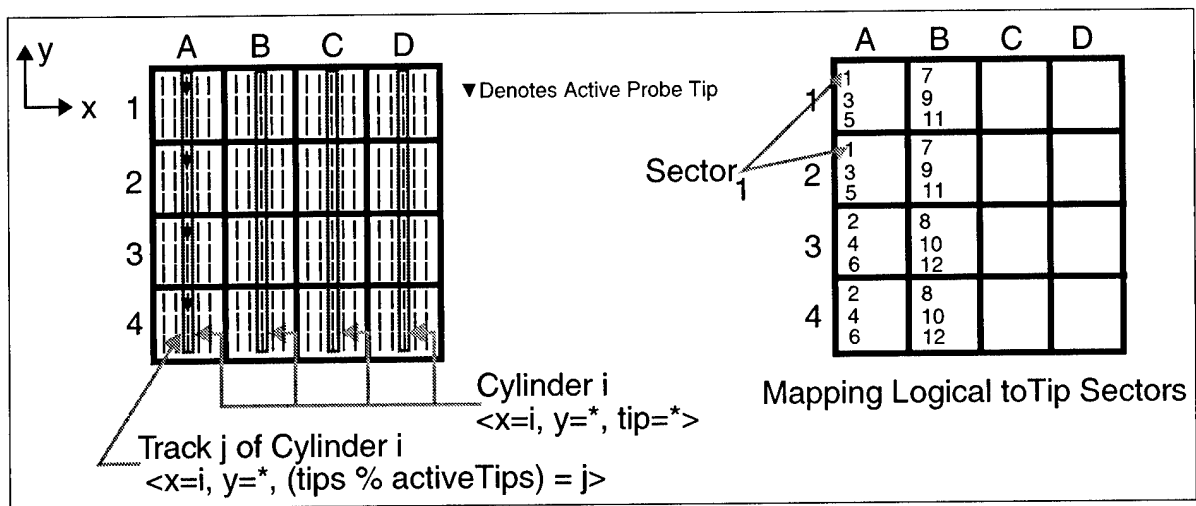 y
x
A B C D
1
2
3
4
▼Denotes Active Probe Tip
Cylinder i
<x=i, y=*, tip=*>
Track j of Cylinder i
<x=i, y=*, (tips % activeTips) = j>
A B C D
1
2
3
4
1 7
3 9
5 11
1 7
3 9
5 11
2 8
4 10
6 12
2 8
4 10
6 12
Sector1
Mapping Logical toTip Sectors